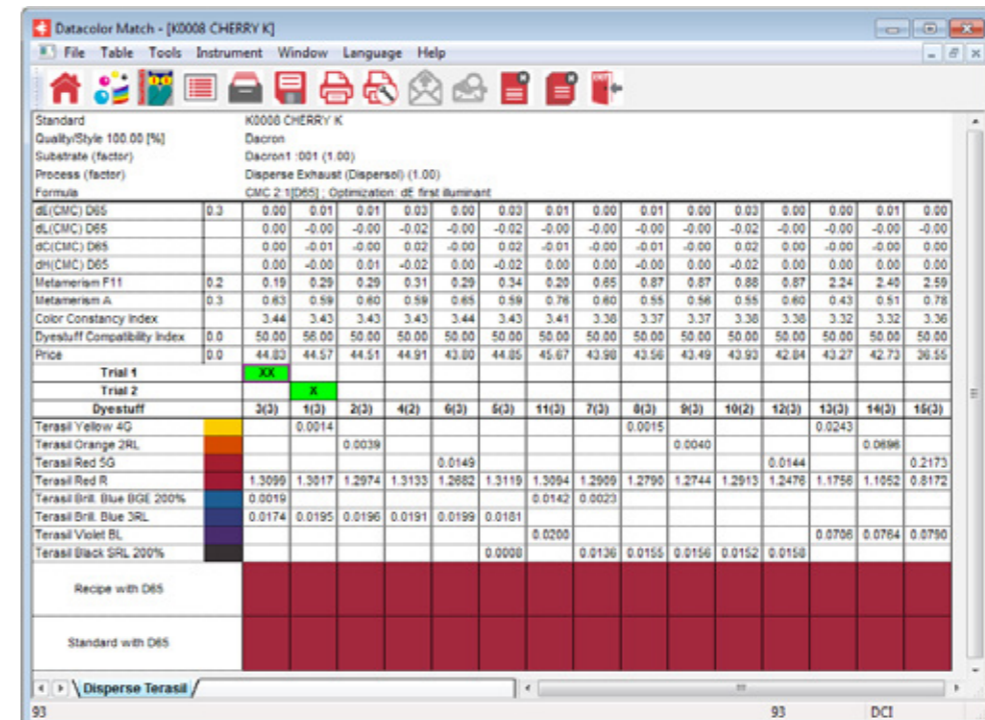 Datacolor Match - [K0008 CHERRY K]
File Table Tools Instrument Window Language Help
Standard K0008 CHERRY K
Quality/Style 100.00 [%] Dacron
Substrate (factor) Dacron1 :001 (1.00)
Process (factor) Disperse Exhaust (Dispersol) (1.00)
Formula CMC 2:1[D65] ; Optimization: dE first illuminant
dE(CMC) D65 0.3 0.00 0.01 0.01 0.03 0.00 0.03 0.01 0.00 0.01 0.00 0.03 0.00 0.00 0.01 0.00
dL(CMC) D65 0.00 -0.00 -0.00 -0.02 -0.00 -0.02 -0.00 -0.00 -0.00 -0.00 -0.02 0.00 -0.00 -0.00 -0.00
dC(CMC) D65 0.00 -0.01 -0.00 0.02 0.00 0.02 -0.01 -0.00 -0.01 -0.00 0.02 0.00 -0.00 -0.00 0.00
dH(CMC) D65 0.00 -0.00 0.01 -0.02 0.00 -0.02 0.00 0.00 -0.00 0.00 -0.02 -0.00 -0.00 0.00 0.00
Metamerism F11 0.2 0.19 0.29 0.29 0.31 0.29 0.34 0.20 0.65 0.87 0.87 0.88 0.87 2.24 2.40 2.59
Metamerism A 0.3 0.63 0.59 0.60 0.59 0.65 0.59 0.76 0.60 0.55 0.56 0.55 0.60 0.43 0.51 0.78
Color Constancy Index 3.44 3.43 3.43 3.43 3.44 3.43 3.41 3.38 3.37 3.37 3.38 3.38 3.32 3.32 3.36
Dyestuff Compatibility Index 0.0 50.00 56.00 50.00 50.00 50.00 50.00 50.00 50.00 50.00 50.00 50.00 50.00 50.00 50.00 50.00
Price 0.0 44.83 44.57 44.51 44.91 43.80 44.85 45.67 43.98 43.56 43.49 43.93 42.84 43.27 42.73 36.55
Trial 1 XX
Trial 2 X
Dyestuff 3(3) 1(3) 2(3) 4(2) 6(3) 5(3) 11(3) 7(3) 8(3) 9(3) 10(2) 12(3) 13(3) 14(3) 15(3)
Terasil Yellow 4G 0.0014 0.0015 0.0243
Terasil Orange 2RL 0.0039 0.0040 0.0696
Terasil Red 5G 0.0149 0.0144 0.2173
Terasil Red R 1.3099 1.3017 1.2974 1.3133 1.2682 1.3119 1.3094 1.2909 1.2790 1.2744 1.2913 1.2476 1.1756 1.1052 0.8172
Terasil Brill. Blue BGE 200% 0.0019 0.0142 0.0023
Terasil Brill. Blue 3RL 0.0174 0.0195 0.0196 0.0191 0.0199 0.0181
Terasil Violet BL 0.0200 0.0706 0.0764 0.0790
Terasil Black SRL 200% 0.0008 0.0136 0.0155 0.0156 0.0152 0.0158
Recipe with D65
Standard with D65
Disperse Terasil
93 93 DCI